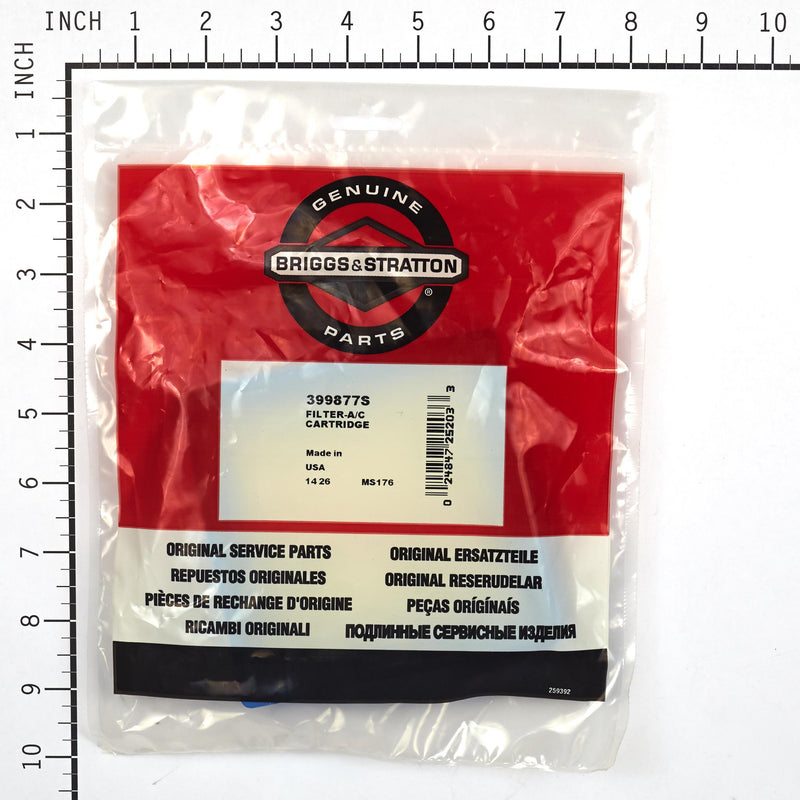 INCH 1 2 3 4 5 6 7 8 9 10
INCH
1
2
3
4
5
6
7
8
9
10
GENUINE
BRIGGS&STRATTON
®
PARTS
399877S
FILTER-A/C
CARTRIDGE
Made in
USA
14 26 MS176
0 24847 25203 3
ORIGINAL SERVICE PARTS
REPUESTOS ORIGINALES
PIÈCES DE RECHANGE D'ORIGINE
RICAMBI ORIGINALI
ORIGINAL ERSATZTEILE
ORIGINAL RESERUDELAR
PEÇAS ORÍGÍNAÍS
ПОДЛИННЫЕ СЕРВИСНЫЕ ИЗДЕЛИЯ
259392